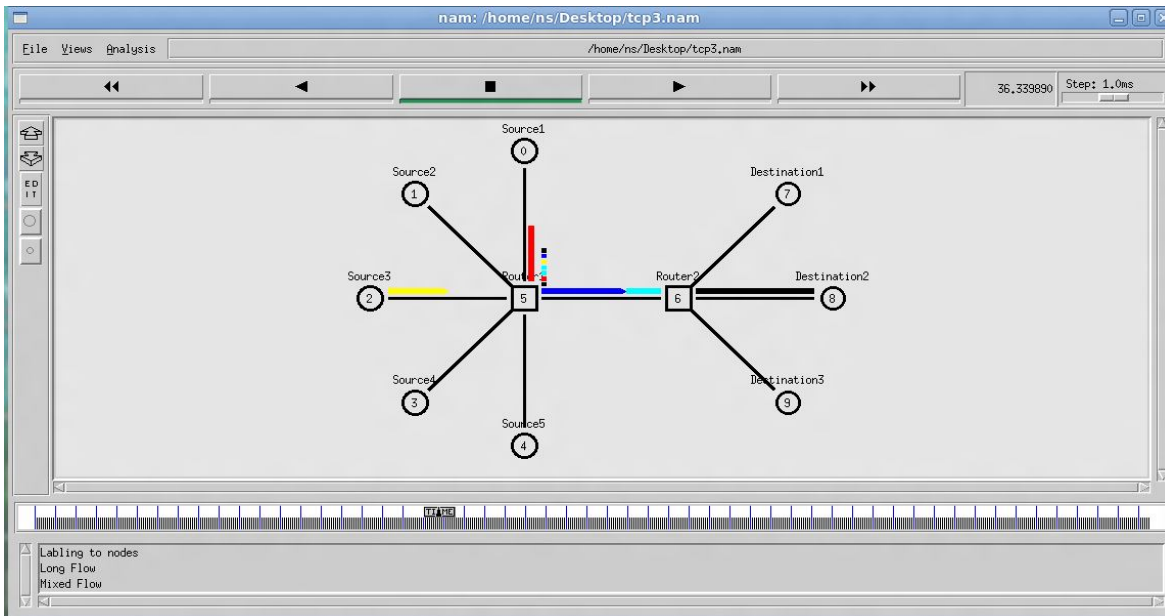 nam: /home/ns/Desktop/tcp3.nam
File Views Analysis /home/ns/Desktop/tcp3.nam
36.339890 Step: 1.0ms
ED
IT
Source1
0
Source2
1
Destination1
7
Source3
2
Router1
5
Router2
6
Destination2
8
Source4
3
Destination3
9
Source5
4
TIME
Labling to nodes
Long Flow
Mixed Flow